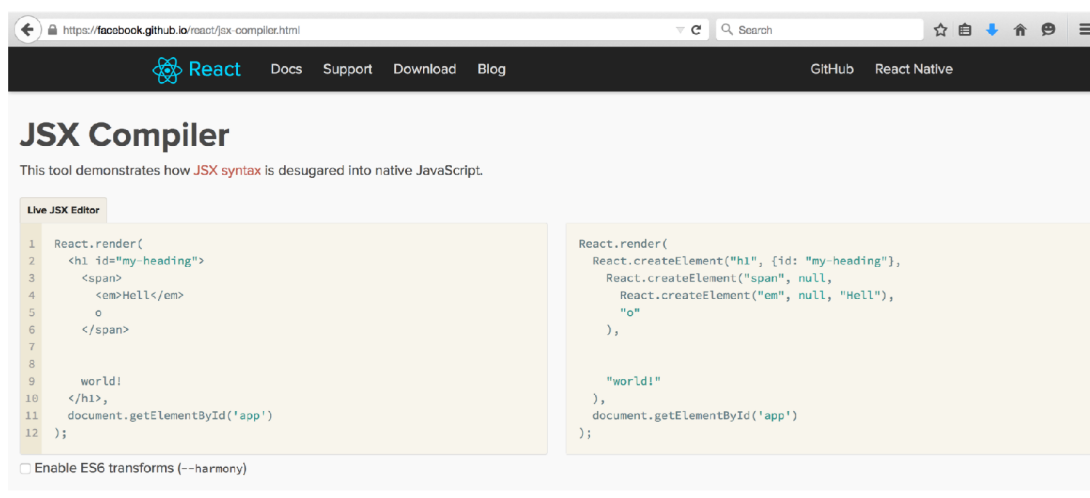 https://facebook.github.io/react/jsx-compiler.html
Search
React Docs Support Download Blog GitHub React Native
JSX Compiler
This tool demonstrates how JSX syntax is desugared into native JavaScript.
Live JSX Editor
1 React.render(
2 <h1 id="my-heading">
3 <span>
4 <em>Hell</em>
5 o
6 </span>
7
8
9 world!
10 </h1>,
11 document.getElementById('app')
12 );
React.render(
React.createElement("h1", {id: "my-heading"},
React.createElement("span", null,
React.createElement("em", null, "Hell"),
"o"
),
"world!"
),
document.getElementById('app')
);
Enable ES6 transforms (--harmony)